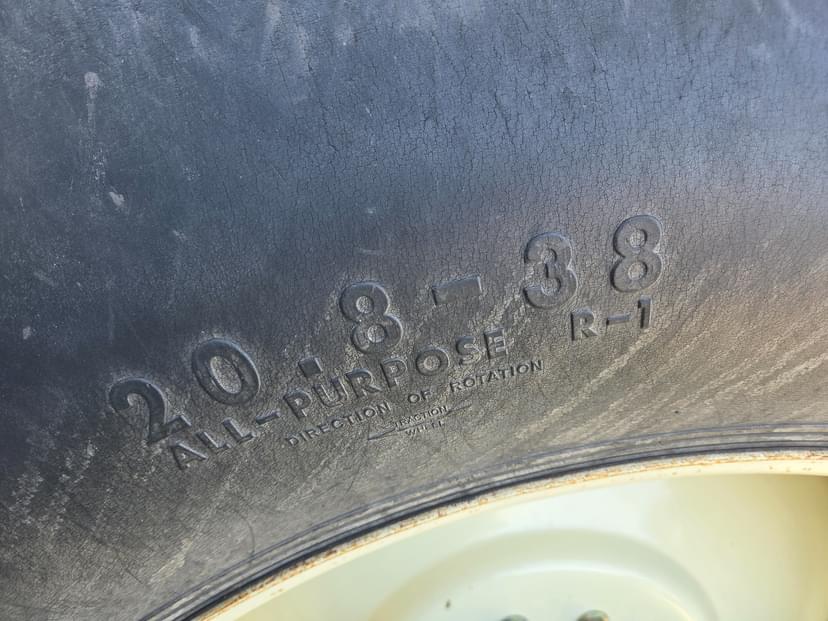 20.8-38
ALL-PURPOSE R-1
DIRECTION OF ROTATION
TRACTION
WHEEL